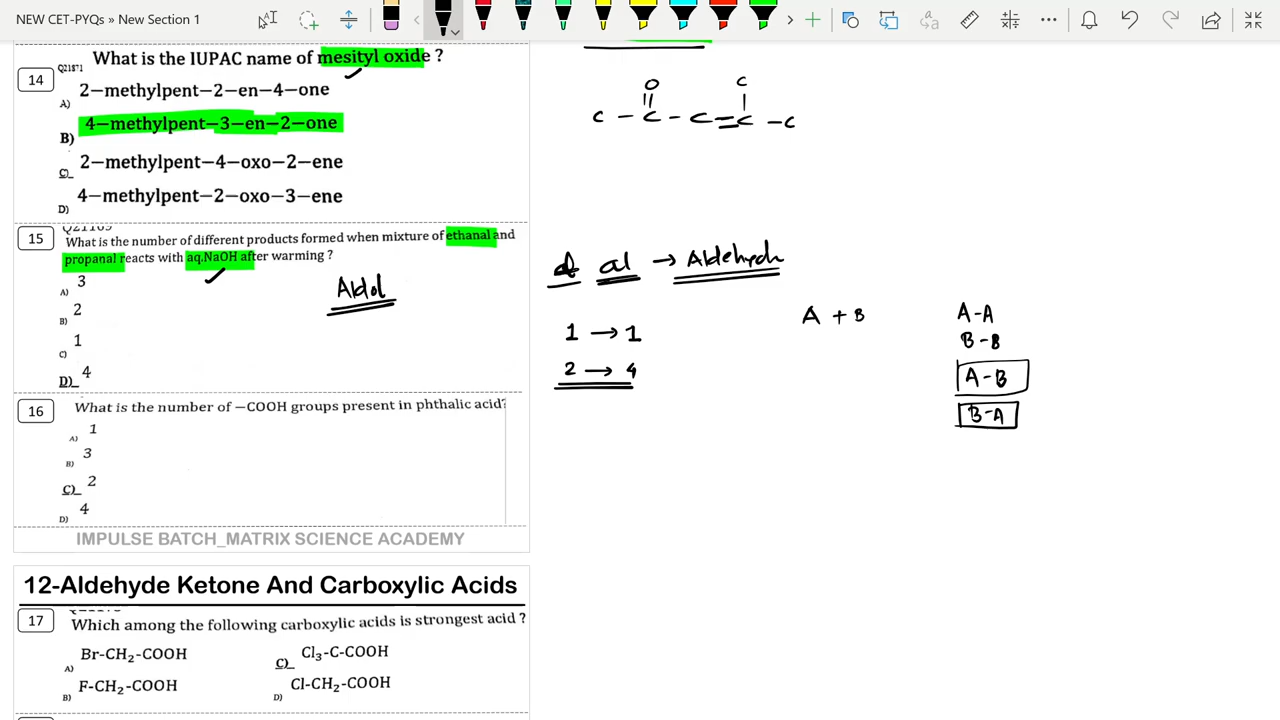 NEW CET-PYQs » New Section 1
14
What is the IUPAC name of mesityl oxide ?
A) 2−methylpent−2−en−4−one
B) 4−methylpent−3−en−2−one
C) 2−methylpent−4−oxo−2−ene
D) 4−methylpent−2−oxo−3−ene
O C
||  |
C - C - C = C - C
15
What is the number of different products formed when mixture of ethanal and
propanal reacts with aq.NaOH after warming ?
A) 3
B) 2
C) 1
D) 4
Aldol
al → Aldehyde
1 → 1
2 → 4
A + B
A-A
B-B
A-B
B-A
16
What is the number of −COOH groups present in phthalic acid?
A) 1
B) 3
C) 2
D) 4
IMPULSE BATCH_MATRIX SCIENCE ACADEMY
12-Aldehyde Ketone And Carboxylic Acids
17
Which among the following carboxylic acids is strongest acid ?
A) Br-CH₂-COOH
C) Cl₃-C-COOH
B) F-CH₂-COOH
D) Cl-CH₂-COOH